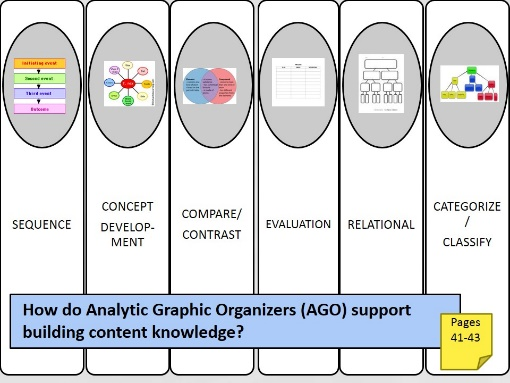 Initiating event
Second event
Third event
Outcome
SEQUENCE
CONCEPT
DEVELOP-
MENT
COMPARE/
CONTRAST
EVALUATION
RELATIONAL
CATEGORIZE
/
CLASSIFY
How do Analytic Graphic Organizers (AGO) support
building content knowledge?
Pages
41-43